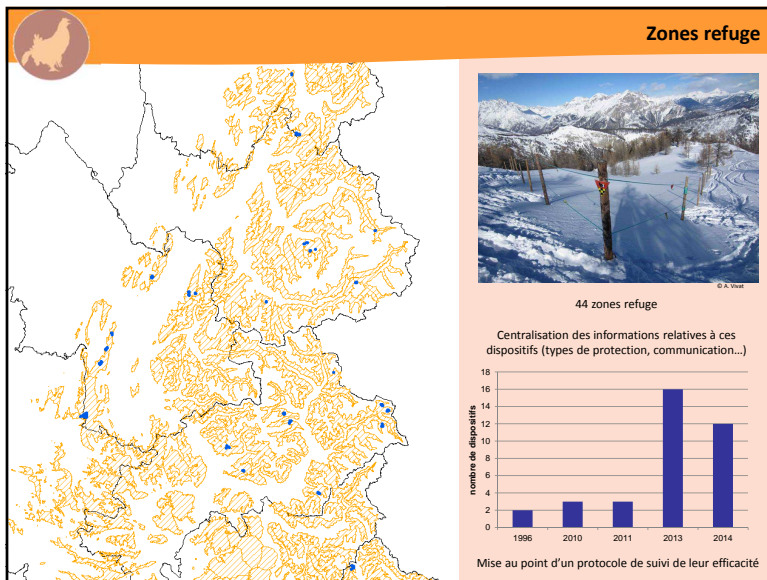 Zones refuge
© A. Vivat
44 zones refuge
Centralisation des informations relatives à ces
dispositifs (types de protection, communication…)
nombre de dispositifs
18
16
14
12
10
8
6
4
2
0
1996
2010
2011
2013
2014
Mise au point d’un protocole de suivi de leur efficacité